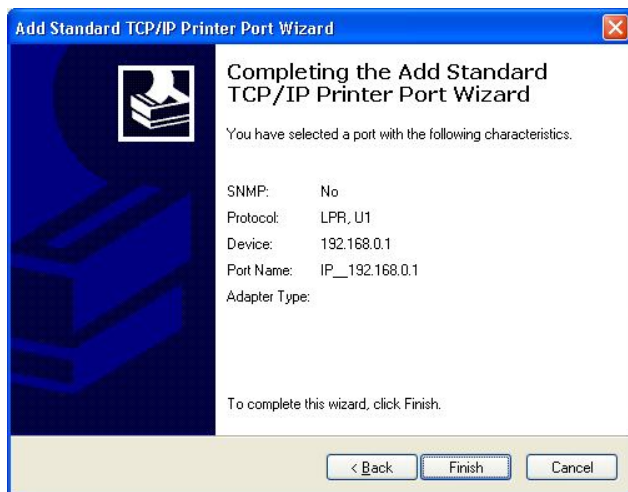 Add Standard TCP/IP Printer Port Wizard
Completing the Add Standard
TCP/IP Printer Port Wizard
You have selected a port with the following characteristics.
SNMP: No
Protocol: LPR, U1
Device: 192.168.0.1
Port Name: IP__192.168.0.1
Adapter Type:
To complete this wizard, click Finish.
< Back Finish Cancel